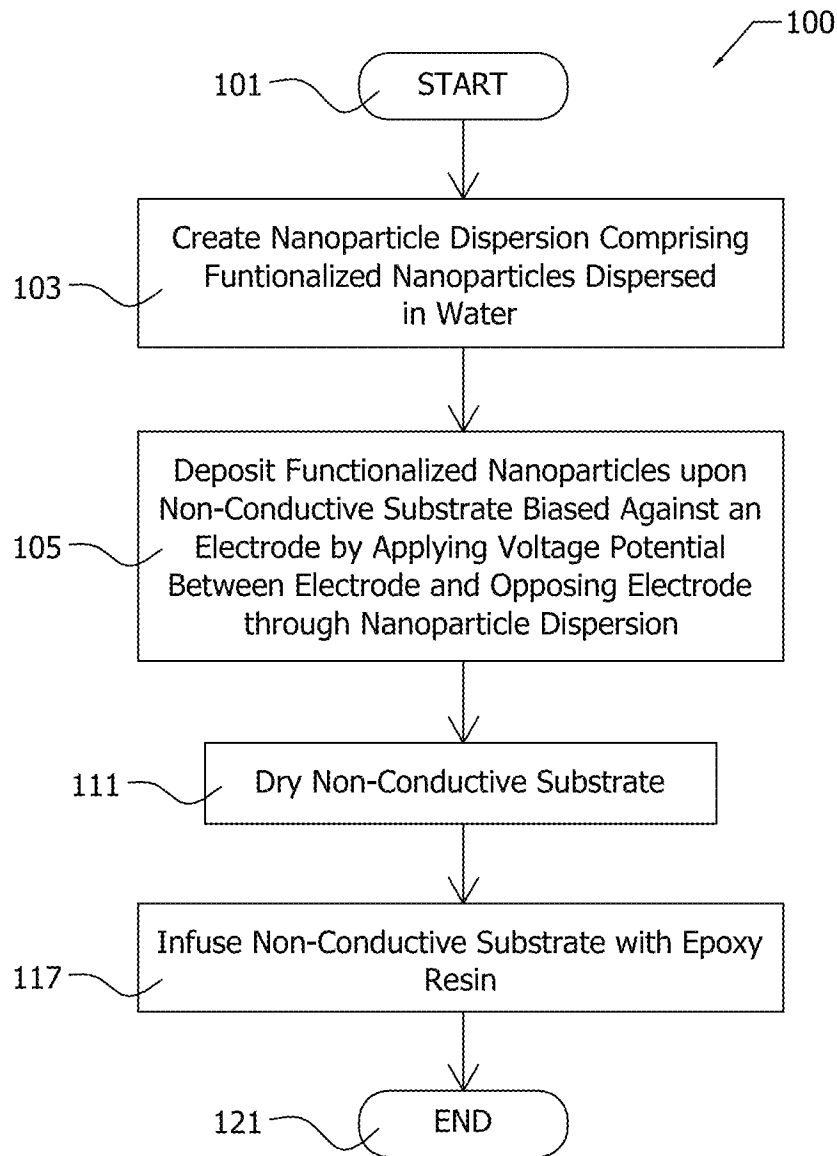 100
101
START
Create Nanoparticle Dispersion Comprising
Funtionalized Nanoparticles Dispersed
in Water
103
Deposit Functionalized Nanoparticles upon
Non-Conductive Substrate Biased Against an
Electrode by Applying Voltage Potential
Between Electrode and Opposing Electrode
through Nanoparticle Dispersion
105
111
Dry Non-Conductive Substrate
Infuse Non-Conductive Substrate with Epoxy
Resin
117
121
END